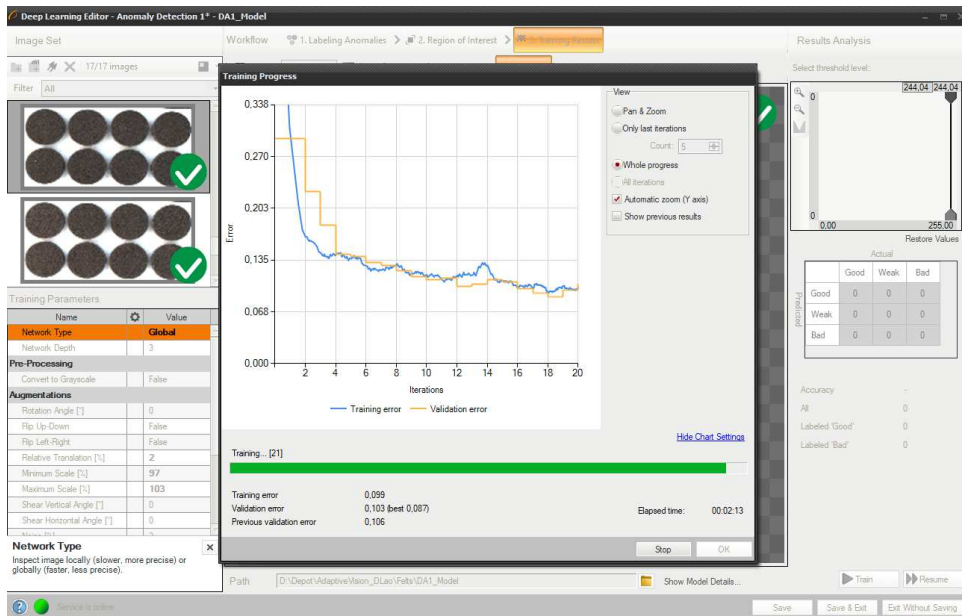 Deep Learning Editor - Anomaly Detection 1* - DA1_Model
Image Set
Workflow
1. Labeling Anomalies
2. Region of Interest
Results Analysis
17/17 images
Filter
All
Select threshold level:
244,04 244,04
0
0
0,00
255,00
Restore Values
Actual
Good Weak Bad
Predicted
Good 0 0 0
Weak 0 0 0
Bad 0 0 0
Accuracy --
All 0
Labeled 'Good' 0
Labeled 'Bad' 0
Training Progress
0.338
0.270
0.203
0.135
0.068
0.000
Error
2 4 6 8 10 12 14 16 18 20
Iterations
Training error
Validation error
View
Pan & Zoom
Only last iterations
Count: 5
Whole progress
All iterations
Automatic zoom (Y axis)
Show previous results
Hide Chart Settings
Training... [21]
Training error 0,099
Validation error 0,103 (best 0,087)
Previous validation error 0,106
Elapsed time: 00:02:13
Stop
OK
Training Parameters
Name Value
Network Type Global
Network Depth 3
Pre-Processing
Convert to Grayscale False
Augmentations
Rotation Angle [°] 0
Flip Up-Down False
Flip Left-Right False
Relative Translation [%] 2
Minimum Scale [%] 97
Maximum Scale [%] 103
Shear Vertical Angle [°] 0
Shear Horizontal Angle [°] 0
Network Type
Inspect image locally (slower, more precise) or
globally (faster, less precise).
Path
D:\Depot\AdaptiveVision_DLao\Felts\DA1_Model
Show Model Details...
Train
Resume
Service is online
Save
Save & Exit
Exit Without Saving